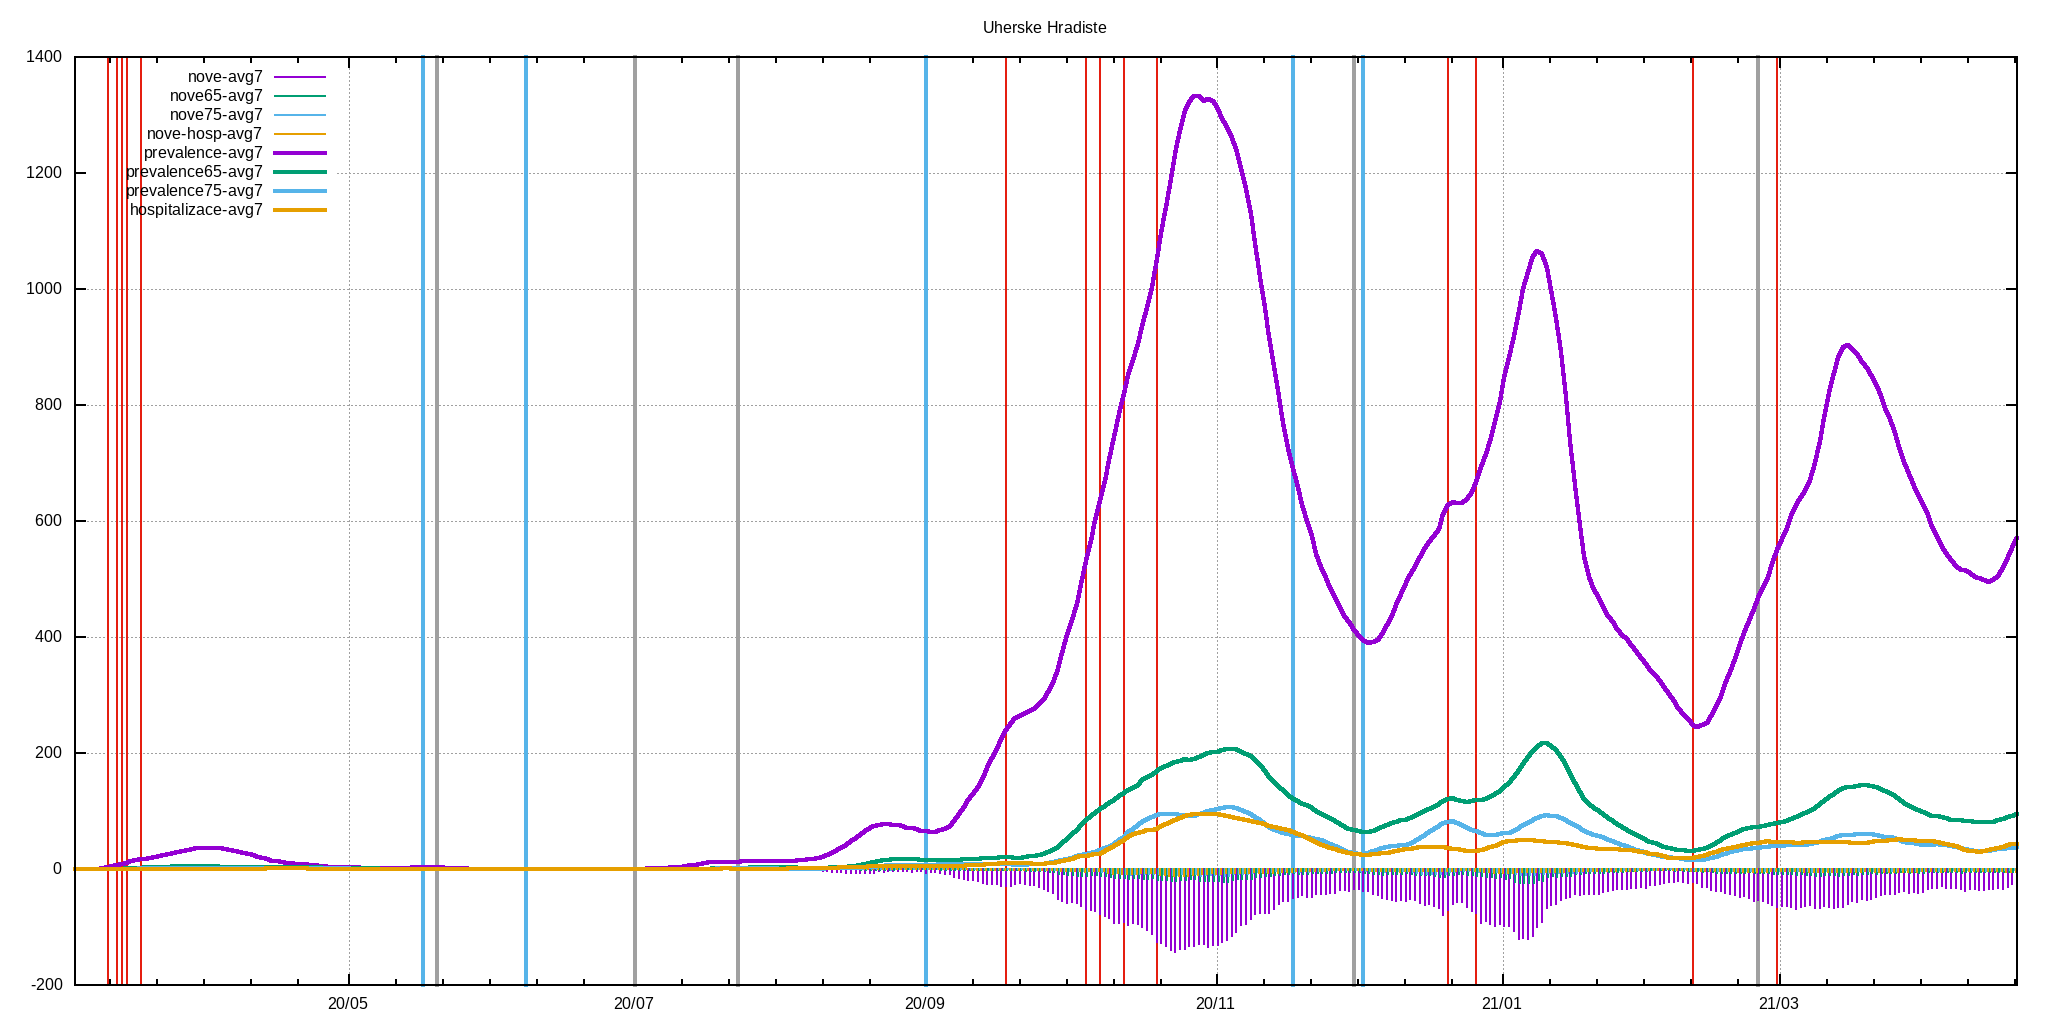 Uherske Hradiste
1400
1200
1000
800
600
400
200
0
-200
nove-avg7
nove65-avg7
nove75-avg7
nove-hosp-avg7
prevalence-avg7
prevalence65-avg7
prevalence75-avg7
hospitalizace-avg7
20/05
20/07
20/09
20/11
21/01
21/03